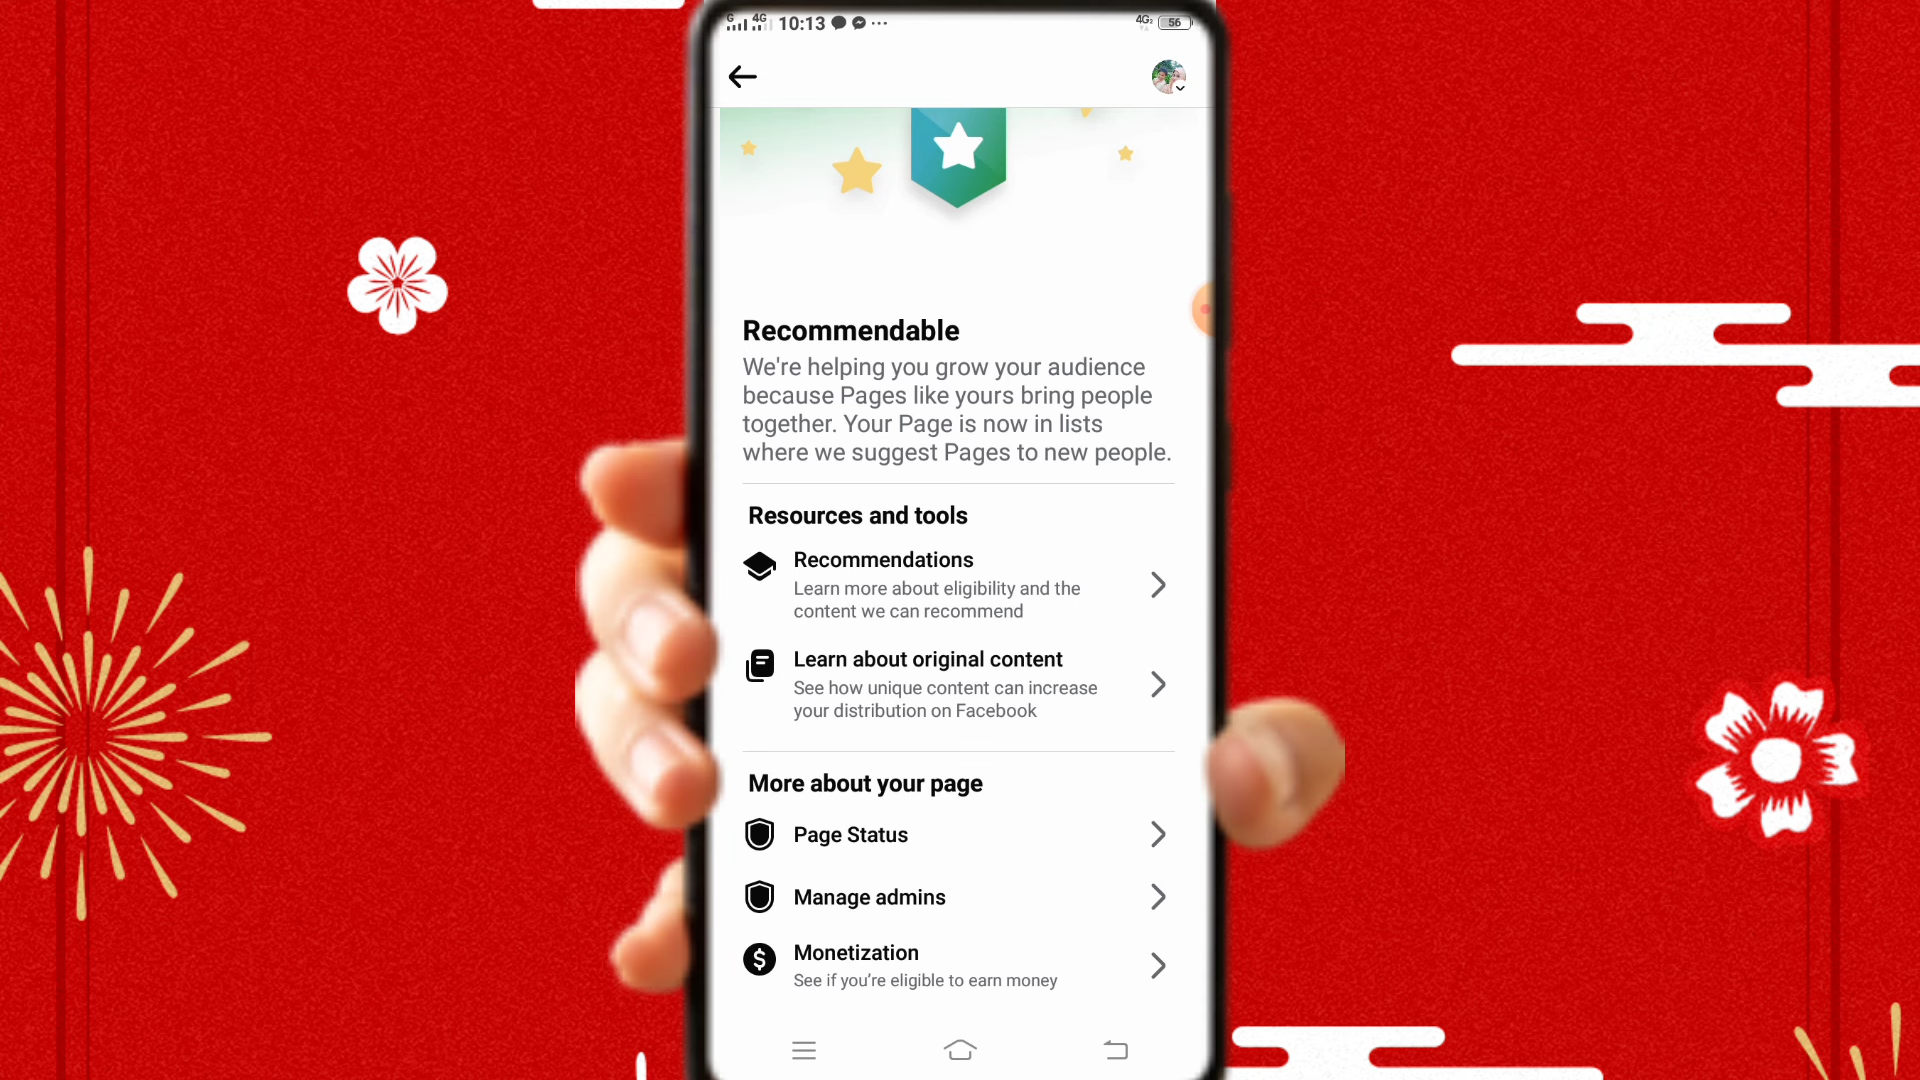 G 4G 10:13 4G2 56
Recommendable
We're helping you grow your audience
because Pages like yours bring people
together. Your Page is now in lists
where we suggest Pages to new people.
Resources and tools
Recommendations
Learn more about eligibility and the
content we can recommend
Learn about original content
See how unique content can increase
your distribution on Facebook
More about your page
Page Status
Manage admins
Monetization
$
See if you’re eligible to earn money